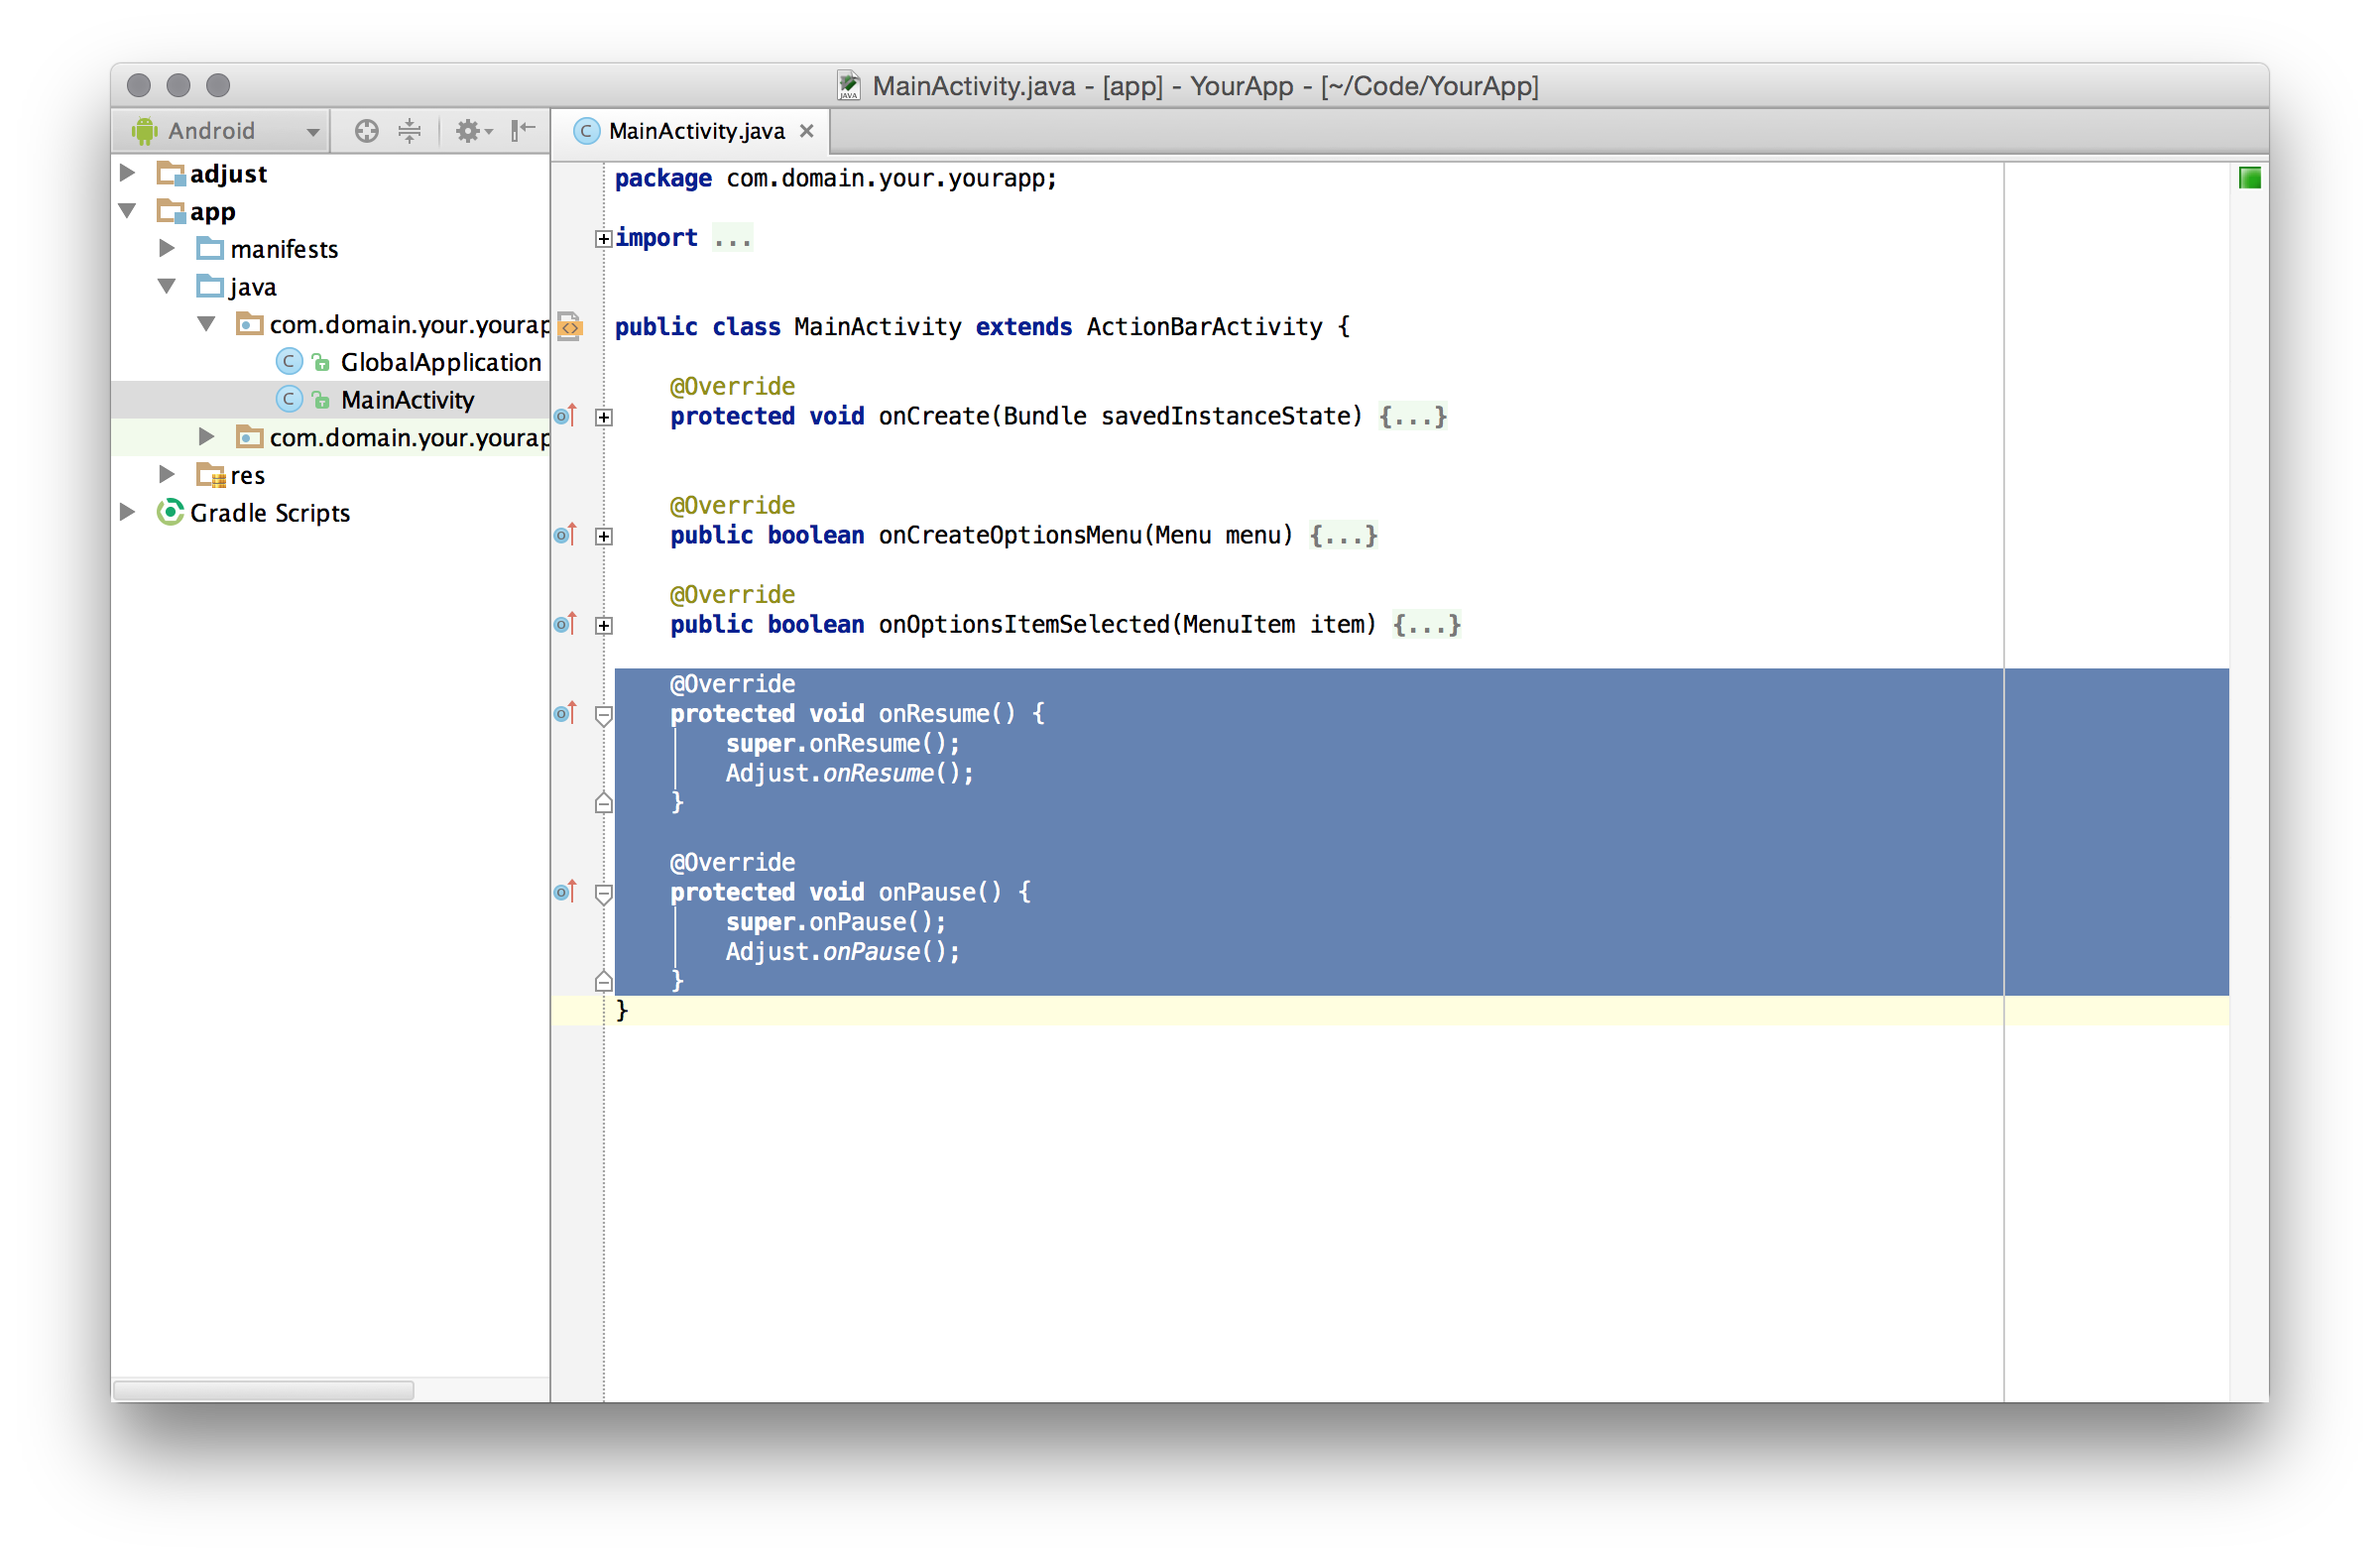 MainActivity.java - [app] - YourApp - [~/Code/YourApp]
Android
MainActivity.java
adjust
app
manifests
java
com.domain.your.yourap
GlobalApplication
MainActivity
com.domain.your.yourap
res
Gradle Scripts
package com.domain.your.yourapp;
import ...
public class MainActivity extends ActionBarActivity {
@Override
protected void onCreate(Bundle savedInstanceState) {...}
@Override
public boolean onCreateOptionsMenu(Menu menu) {...}
@Override
public boolean onOptionsItemSelected(MenuItem item) {...}
@Override
protected void onResume() {
super.onResume();
Adjust.onResume();
}
@Override
protected void onPause() {
super.onPause();
Adjust.onPause();
}
}